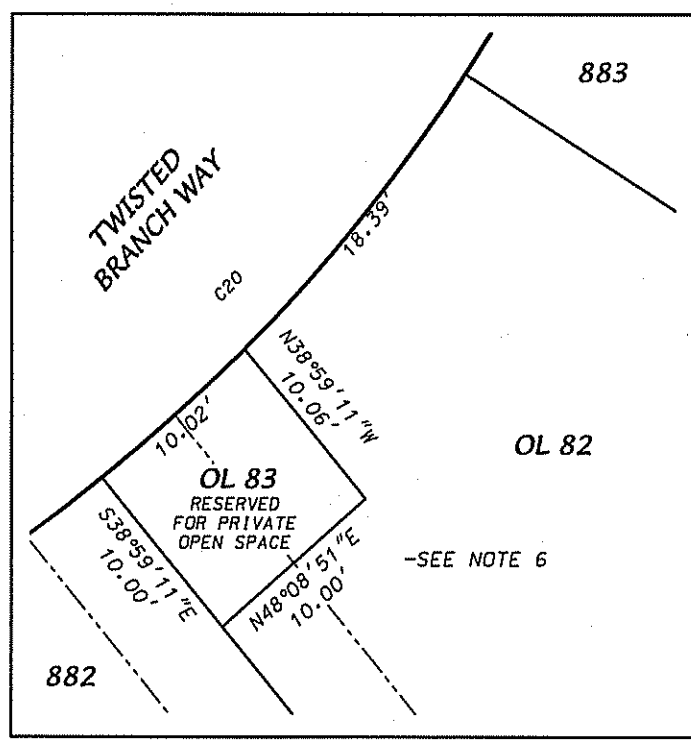 883
TWISTED
BRANCH WAY
18.39'
C20
N38°59'11"W
10.06'
10.02'
OL 82
OL 83
RESERVED
FOR PRIVATE
OPEN SPACE
S38°59'11"E
10.00'
N48°08'51"E
10.00'
-SEE NOTE 6
882